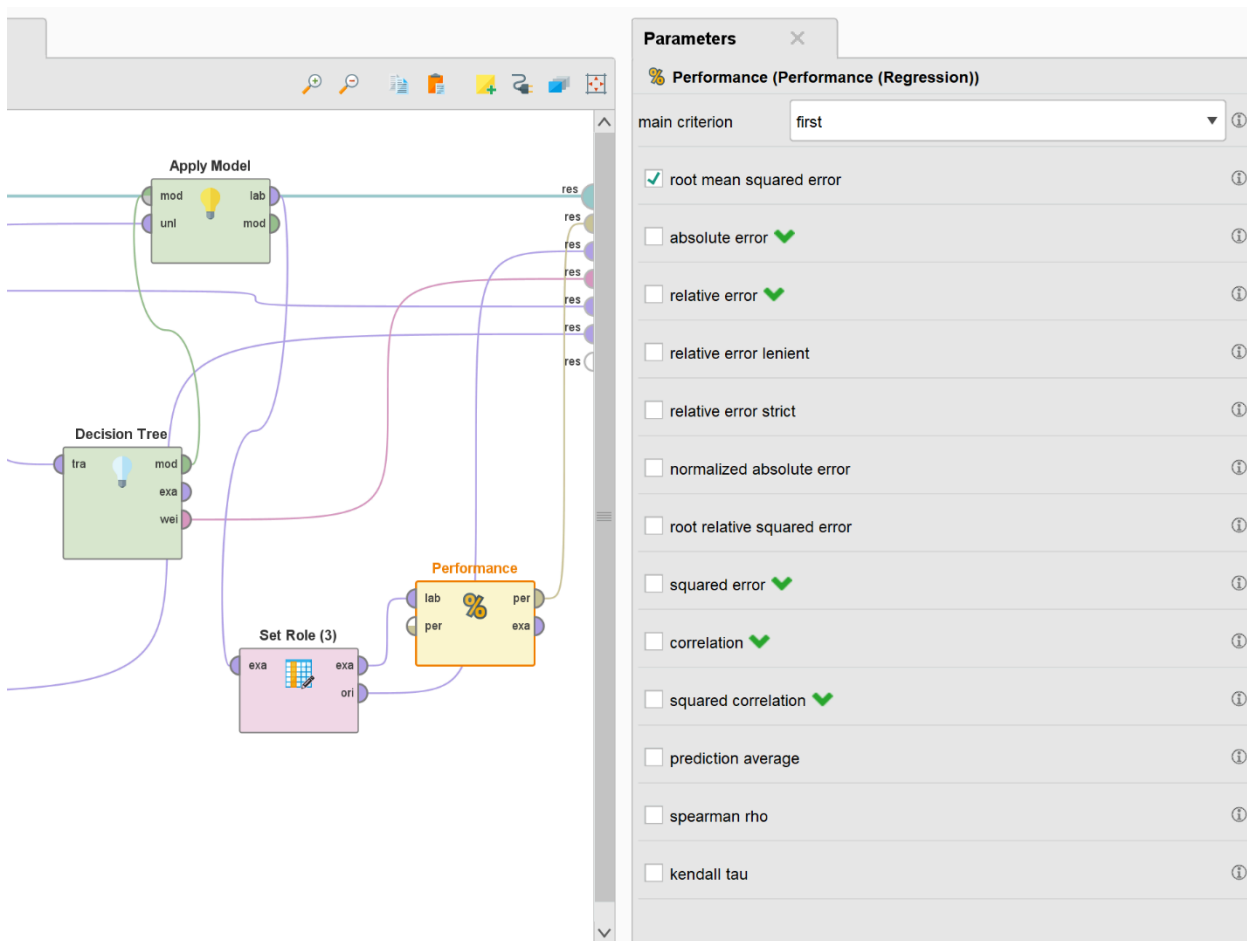 Apply Model
mod lab
unl mod
res
res
res
res
res
res
res
Decision Tree
tra mod
exa
wei
Performance
lab per
per exa
%
Set Role (3)
exa exa
ori
Parameters
% Performance (Performance (Regression))
main criterion first
root mean squared error
absolute error
relative error
relative error lenient
relative error strict
normalized absolute error
root relative squared error
squared error
correlation
squared correlation
prediction average
spearman rho
kendall tau